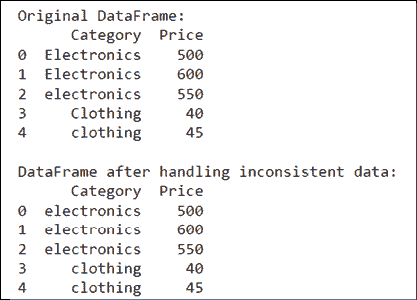 Original DataFrame:
      Category  Price
0  Electronics    500
1  Electronics    600
2  electronics    550
3     Clothing     40
4     clothing     45

DataFrame after handling inconsistent data:
      Category  Price
0  electronics    500
1  electronics    600
2  electronics    550
3     clothing     40
4     clothing     45